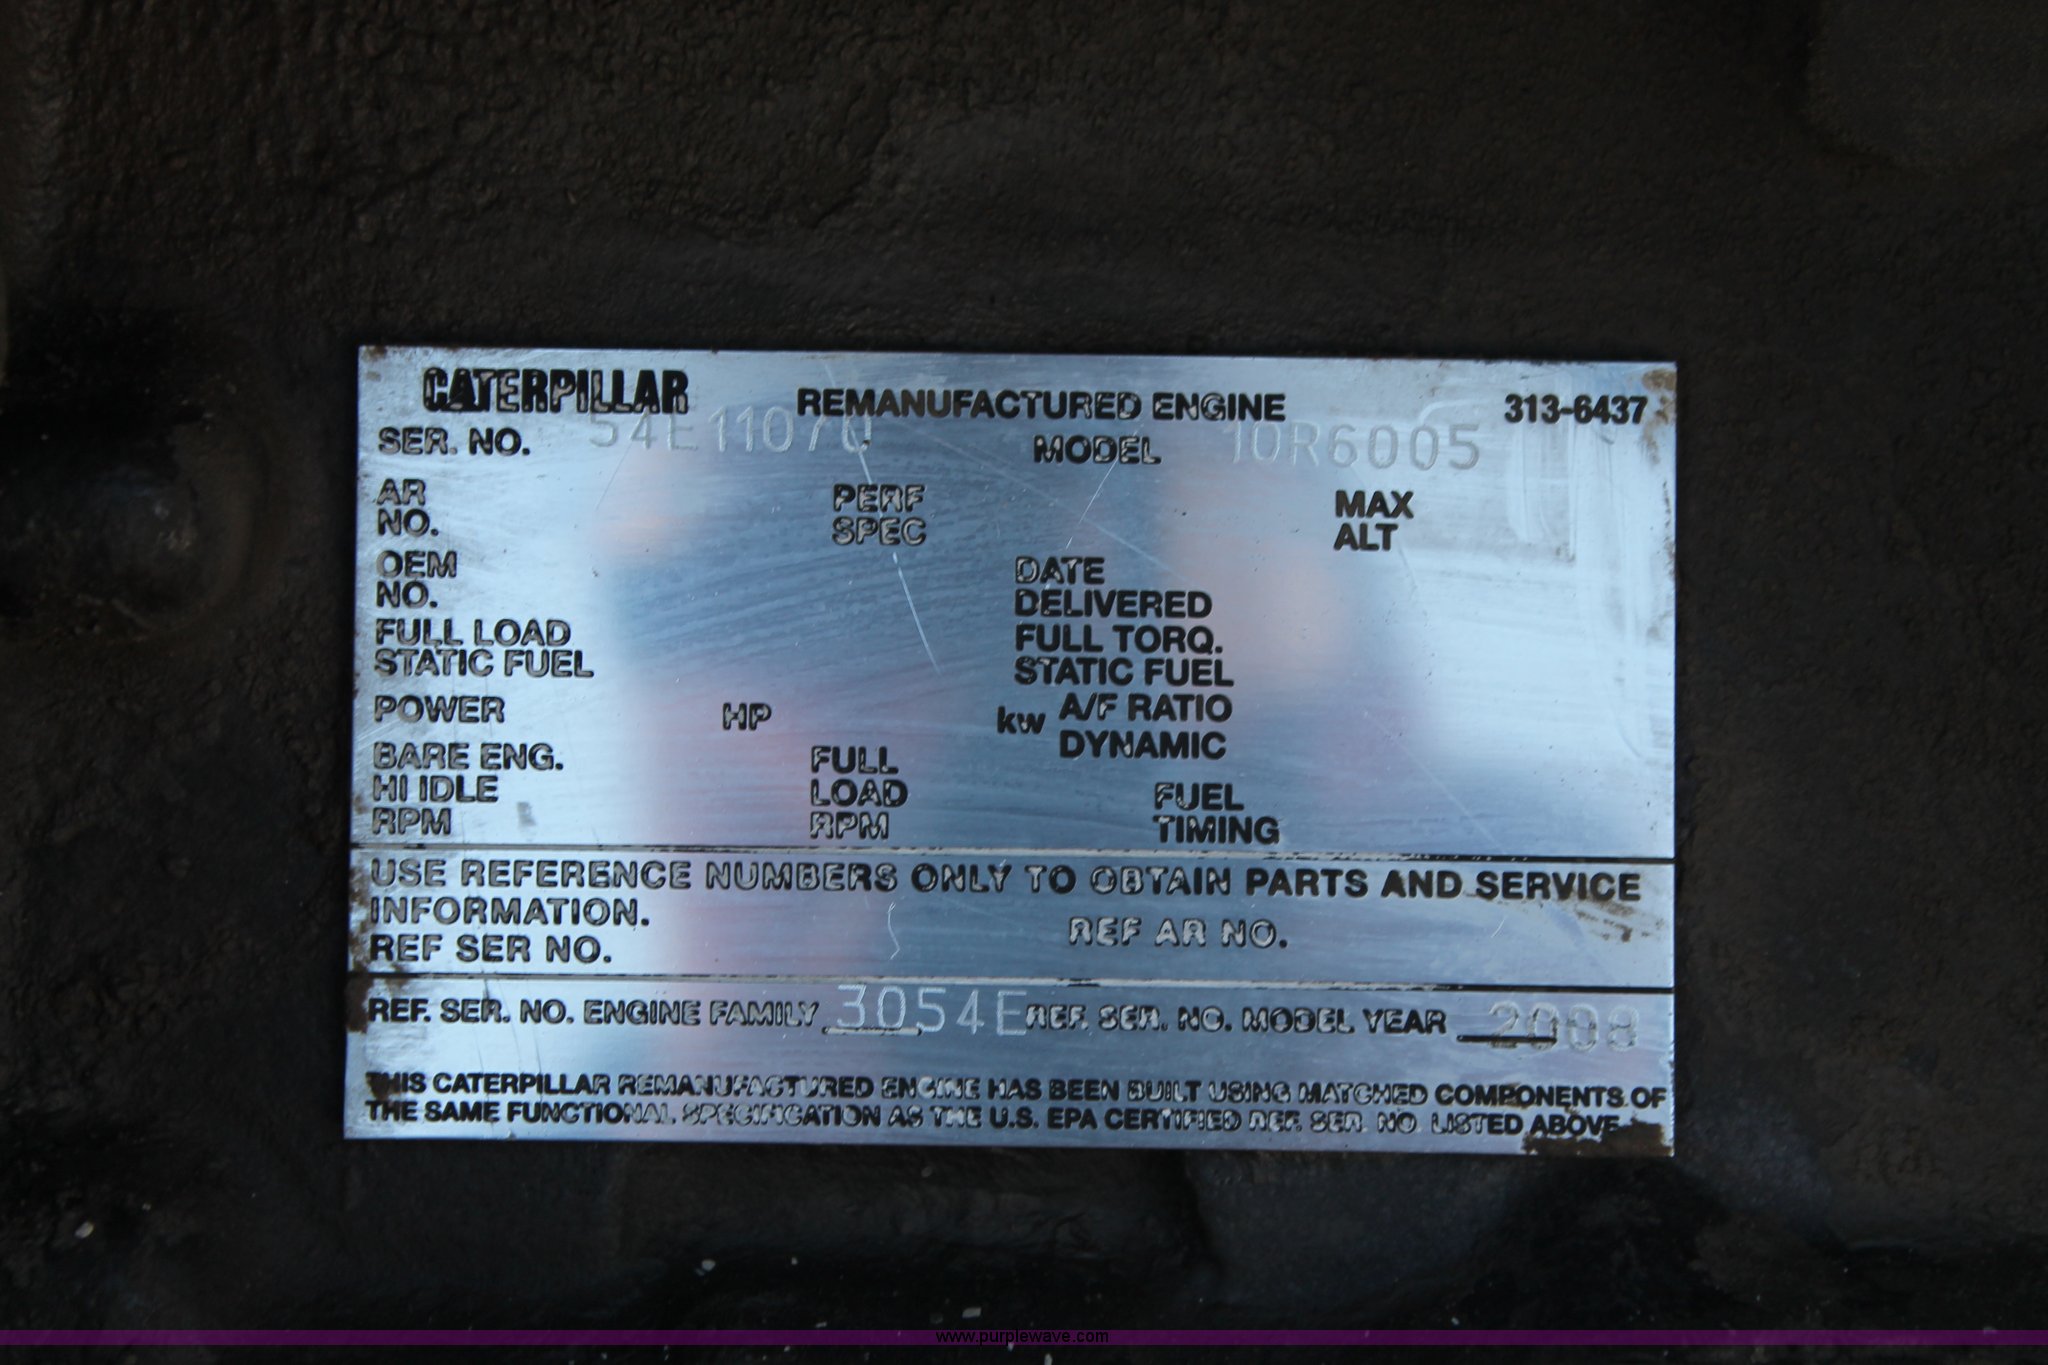 CATERPILLAR REMANUFACTURED ENGINE 313-6437
SER. NO. 54E11070 MODEL 10R6005
AR NO. PERF SPEC MAX ALT
OEM NO. DATE DELIVERED
FULL LOAD STATIC FUEL FULL TORQ. STATIC FUEL
POWER HP kw A/F RATIO DYNAMIC
BARE ENG. HI IDLE RPM FULL LOAD RPM FUEL TIMING
USE REFERENCE NUMBERS ONLY TO OBTAIN PARTS AND SERVICE
INFORMATION.
REF SER NO. REF AR NO.
REF. SER. NO. ENGINE FAMILY 3054E REF. SER. NO. MODEL YEAR 2008
THIS CATERPILLAR REMANUFACTURED ENGINE HAS BEEN BUILT USING MATCHED COMPONENTS OF
THE SAME FUNCTIONAL SPECIFICATION AS THE U.S. EPA CERTIFIED REF. SER. NO. LISTED ABOVE
www.purplewave.com